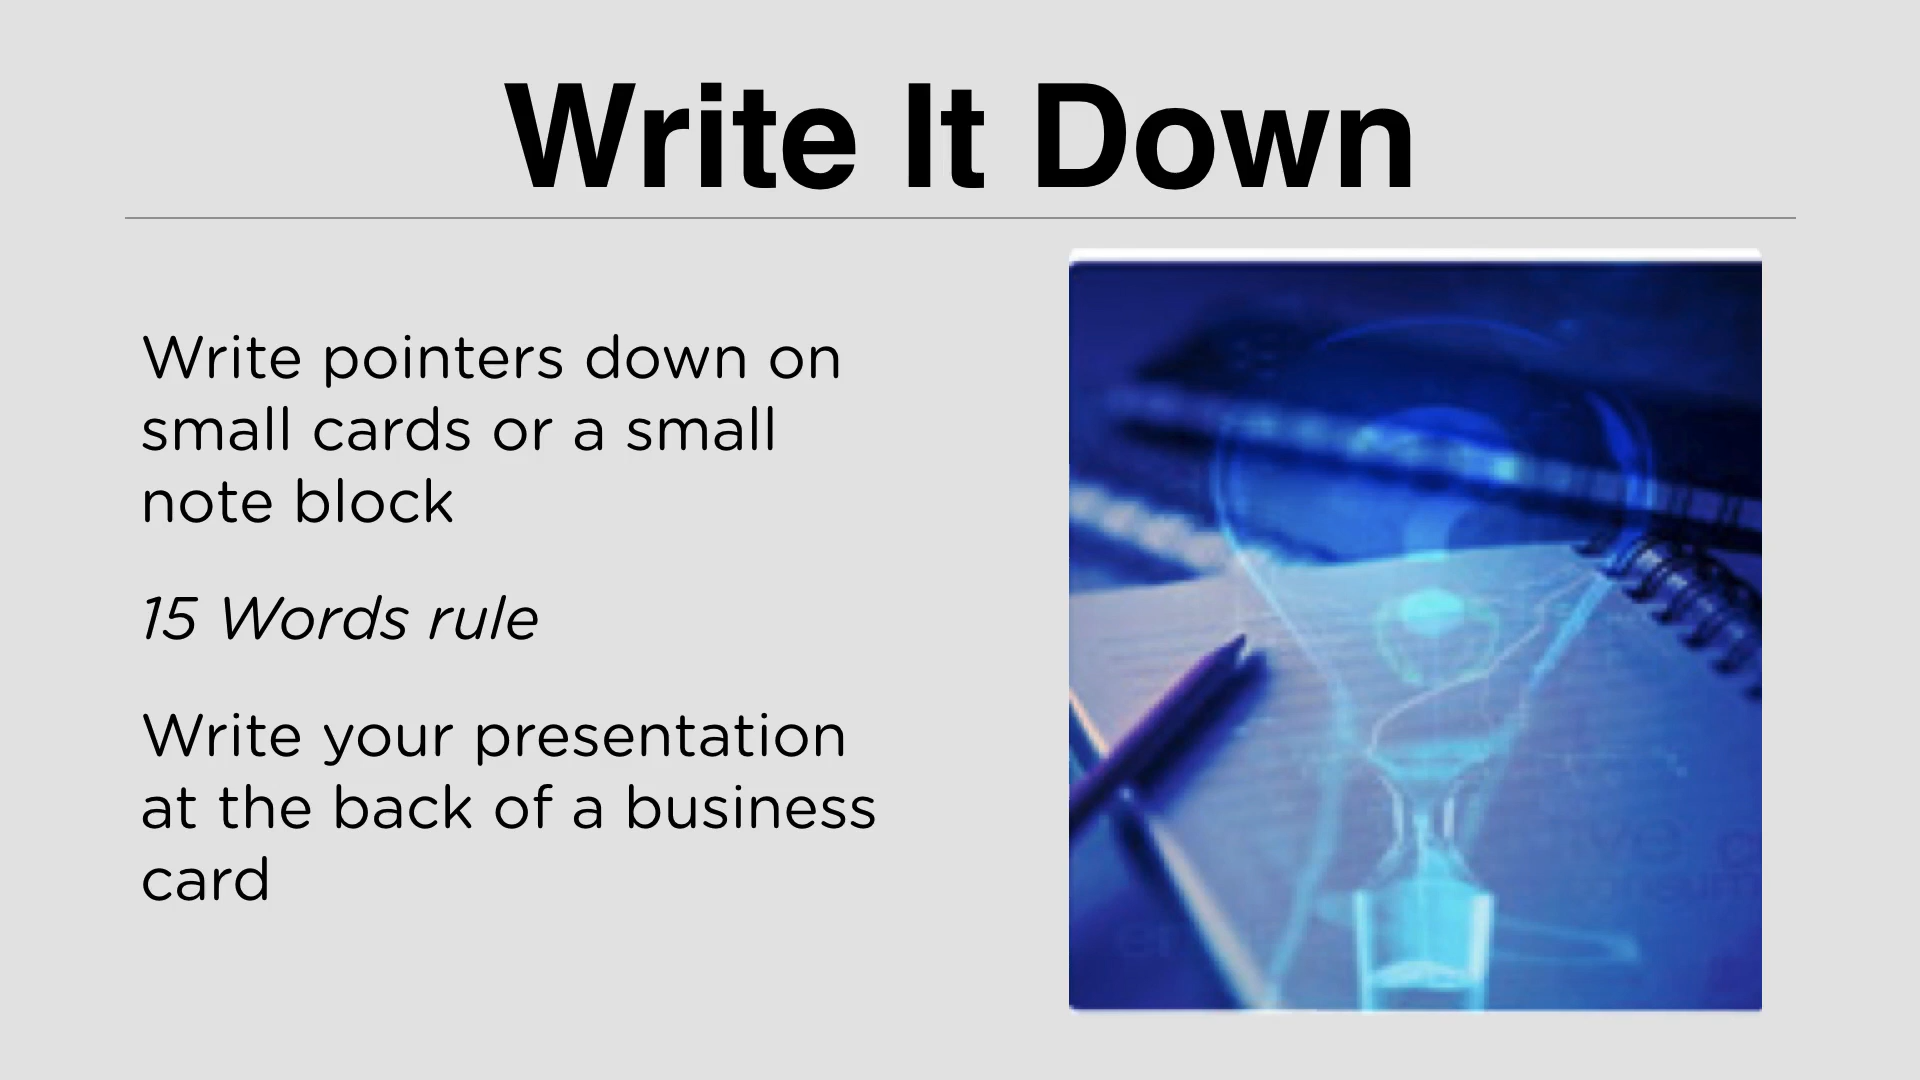 Write It Down
Write pointers down on
small cards or a small
note block
15 Words rule
Write your presentation
at the back of a business
card